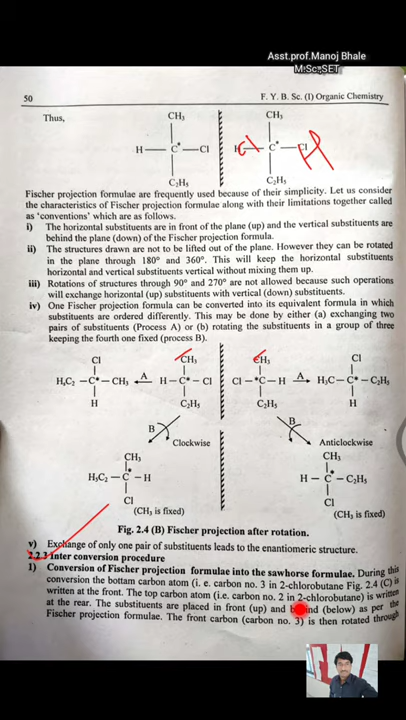 Asst.prof.Manoj Bhale
M.Sc.,SET
50 F. Y. B. Sc. (I) Organic Chemistry
Thus,
CH₃ CH₃
H — C* — Cl C* — Cl Cl H
C₂H₅ C₂H₅
Fischer projection formulae are frequently used because of their simplicity. Let us consider
the characteristics of Fischer projection formulae along with their limitations together called
as 'conventions' which are as follows.
i) The horizontal substituents are in front of the plane (up) and the vertical substituents are
behind the plane (down) of the Fischer projection formula.
ii) The structures drawn are not to be lifted out of the plane. However they can be rotated
in the plane through 180° and 360°. This will keep the horizontal substituents
horizontal and vertical substituents vertical without mixing them up.
iii) Rotations of structures through 90° and 270° are not allowed because such operations
will exchange horizontal (up) substituents with vertical (down) substituents.
iv) One Fischer projection formula can be converted into its equivalent formula in which
substituents are ordered differently. This may be done by either (a) exchanging two
pairs of substituents (Process A) or (b) rotating the substituents in a group of three
keeping the fourth one fixed (process B).
Cl CH₃ CH₃ Cl
H₅C₂ — C* — CH₃ A H — C* — Cl Cl — *C — H A H₃C — C* — C₂H₅
H C₂H₅ C₂H₅ H
B Clockwise B Anticlockwise
CH₃ CH₃
H₅C₂ — C* — H H — C* — C₂H₅
Cl Cl
(CH₃ is fixed) (CH₃ is fixed)
Fig. 2.4 (B) Fischer projection after rotation.
v) Exchange of only one pair of substituents leads to the enantiomeric structure.
2.2.3 Inter conversion procedure
1) Conversion of Fischer projection formulae into the sawhorse formulae. During this
conversion the bottam carbon atom (i. e. carbon no. 3 in 2-chlorobutane Fig. 2.4 (C) is
written at the front. The top carbon atom (i.e. carbon no. 2 in 2-chlorobutane) is written
at the rear. The substituents are placed in front (up) and (below) as per the
Fischer projection formulae. The front carbon (carbon no. 3) is then rotated through